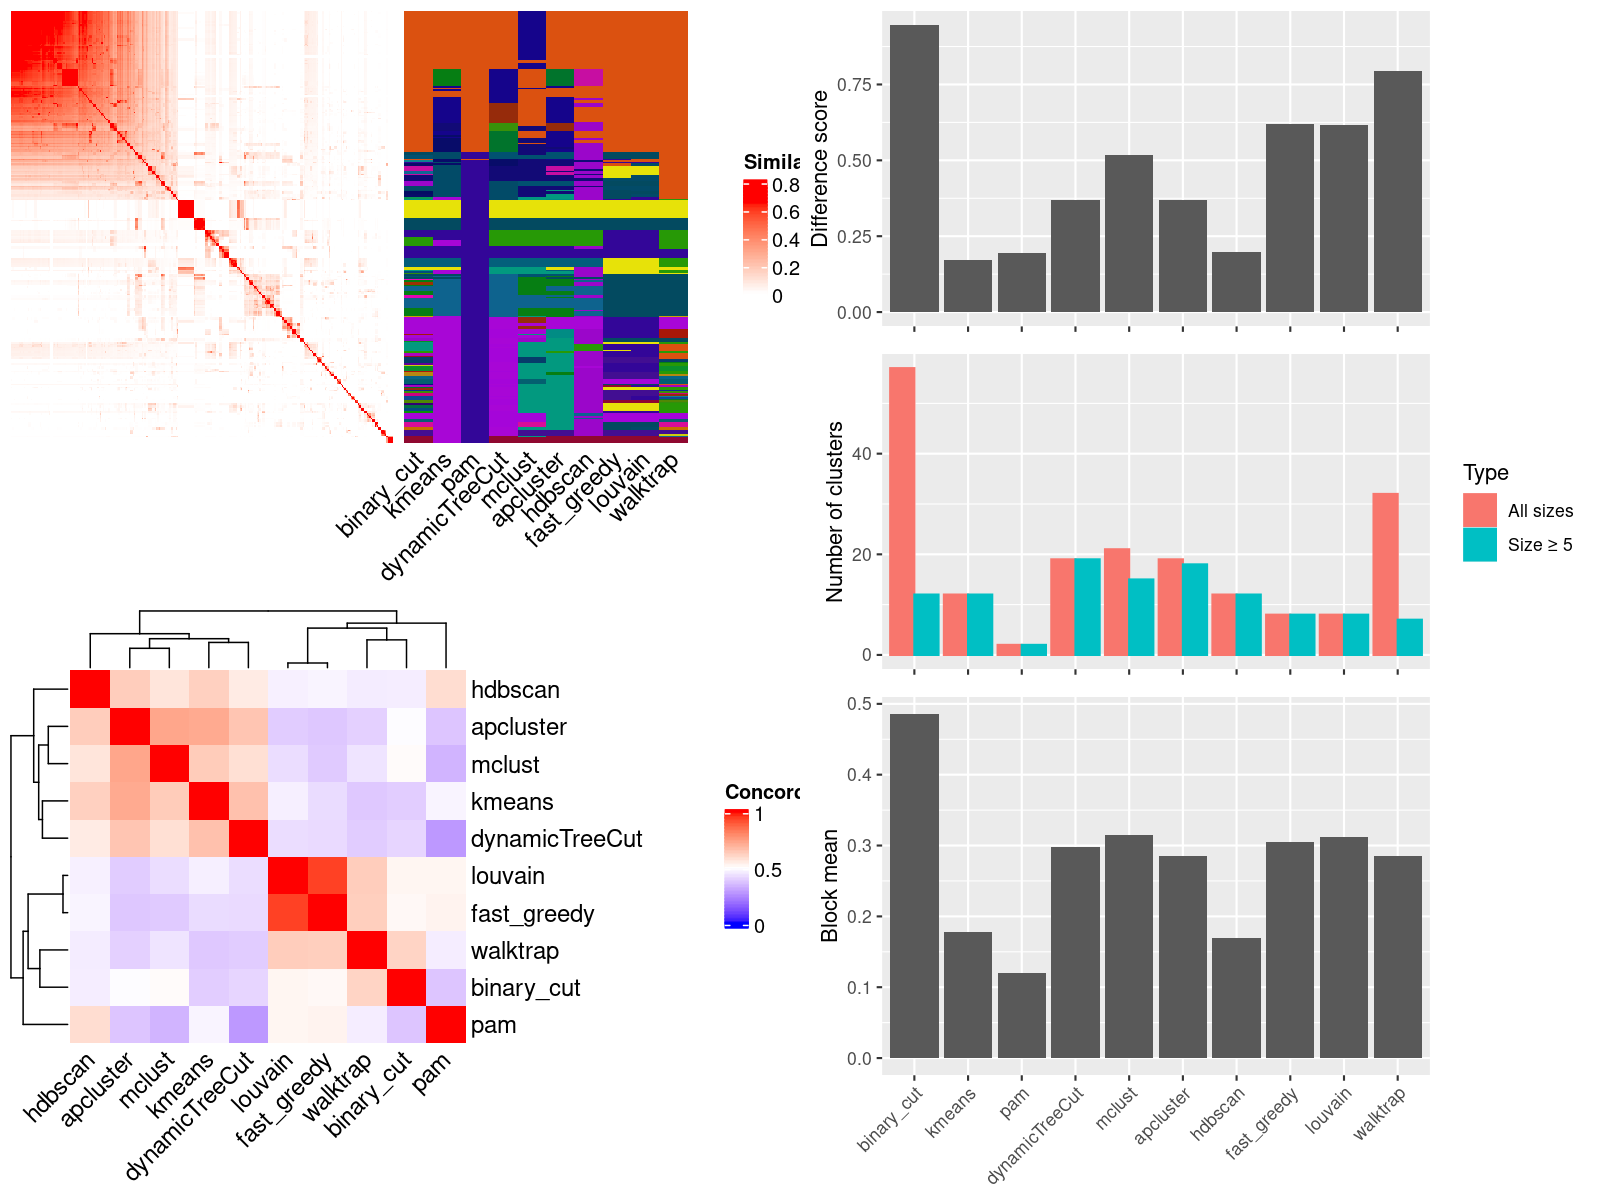 Simila
0.8
0.6
0.4
0.2
0
binary_cut
kmeans
pam
dynamicTreeCut
mclust
apcluster
hdbscan
fast_greedy
louvain
walktrap
hdbscan
apcluster
mclust
kmeans
dynamicTreeCut
louvain
fast_greedy
walktrap
binary_cut
pam
hdbscan
apcluster
mclust
kmeans
dynamicTreeCut
louvain
fast_greedy
walktrap
binary_cut
pam
Concord
1
0.5
0
Difference score
0.75
0.50
0.25
0.00
Number of clusters
40
20
0
Type
All sizes
Size ≥ 5
Block mean
0.5
0.4
0.3
0.2
0.1
0.0
binary_cut
kmeans
pam
dynamicTreeCut
mclust
apcluster
hdbscan
fast_greedy
louvain
walktrap